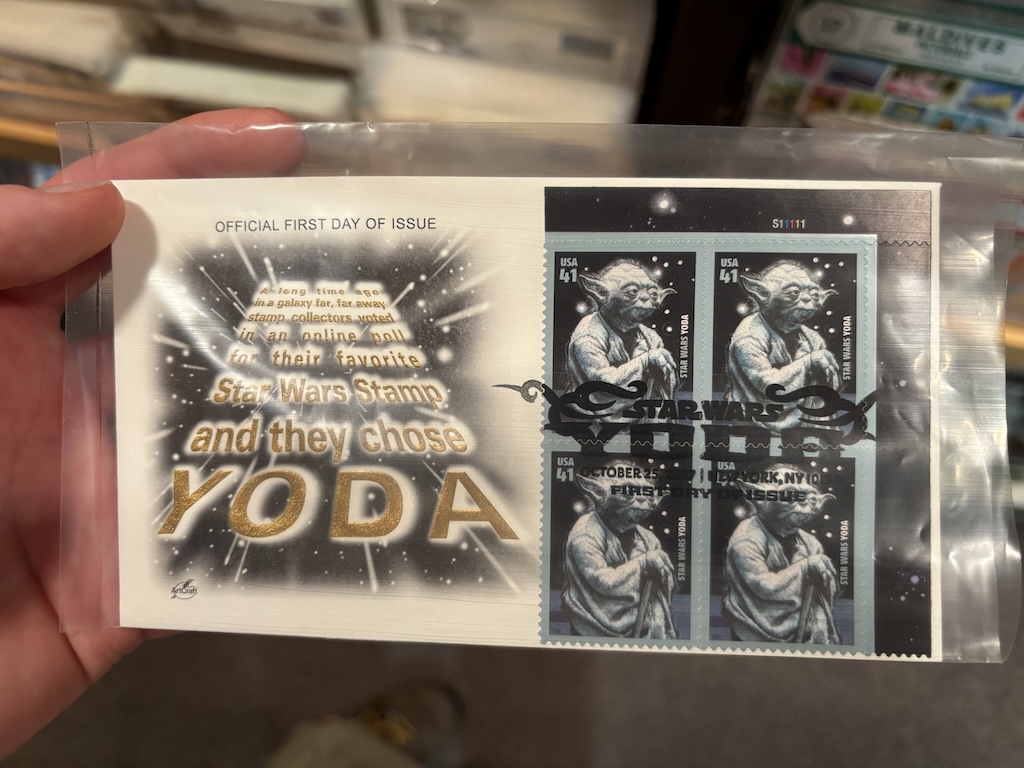 MALDIVES
OFFICIAL FIRST DAY OF ISSUE
A long time ago
in a galaxy far, far away
stamp collectors voted
in an online poll
for their favorite
Star Wars Stamp
and they chose
YODA
ArtCraft
S11111
USA
41
STAR WARS YODA
USA
41
STAR WARS YODA
STAR WARS
YODA
OCTOBER 25, 2007 | NEW YORK, NY
FIRST DAY OF ISSUE
USA
41
STAR WARS YODA
USA
STAR WARS YODA